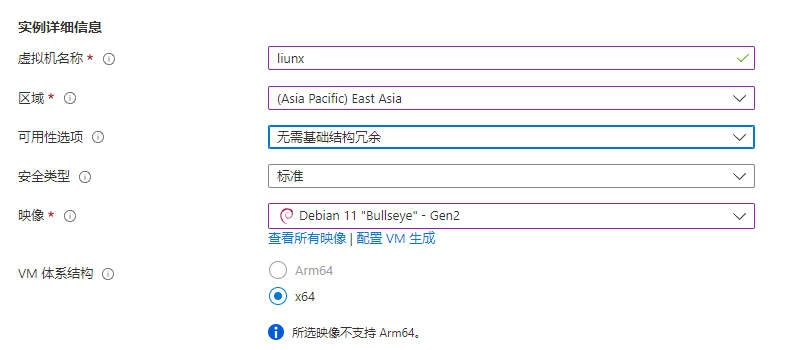 实例详细信息
虚拟机名称 * liunx
区域 * (Asia Pacific) East Asia
可用性选项 无需基础结构冗余
安全类型 标准
映像 * Debian 11 "Bullseye" - Gen2
查看所有映像 | 配置 VM 生成
VM 体系结构 Arm64
x64
所选映像不支持 Arm64。